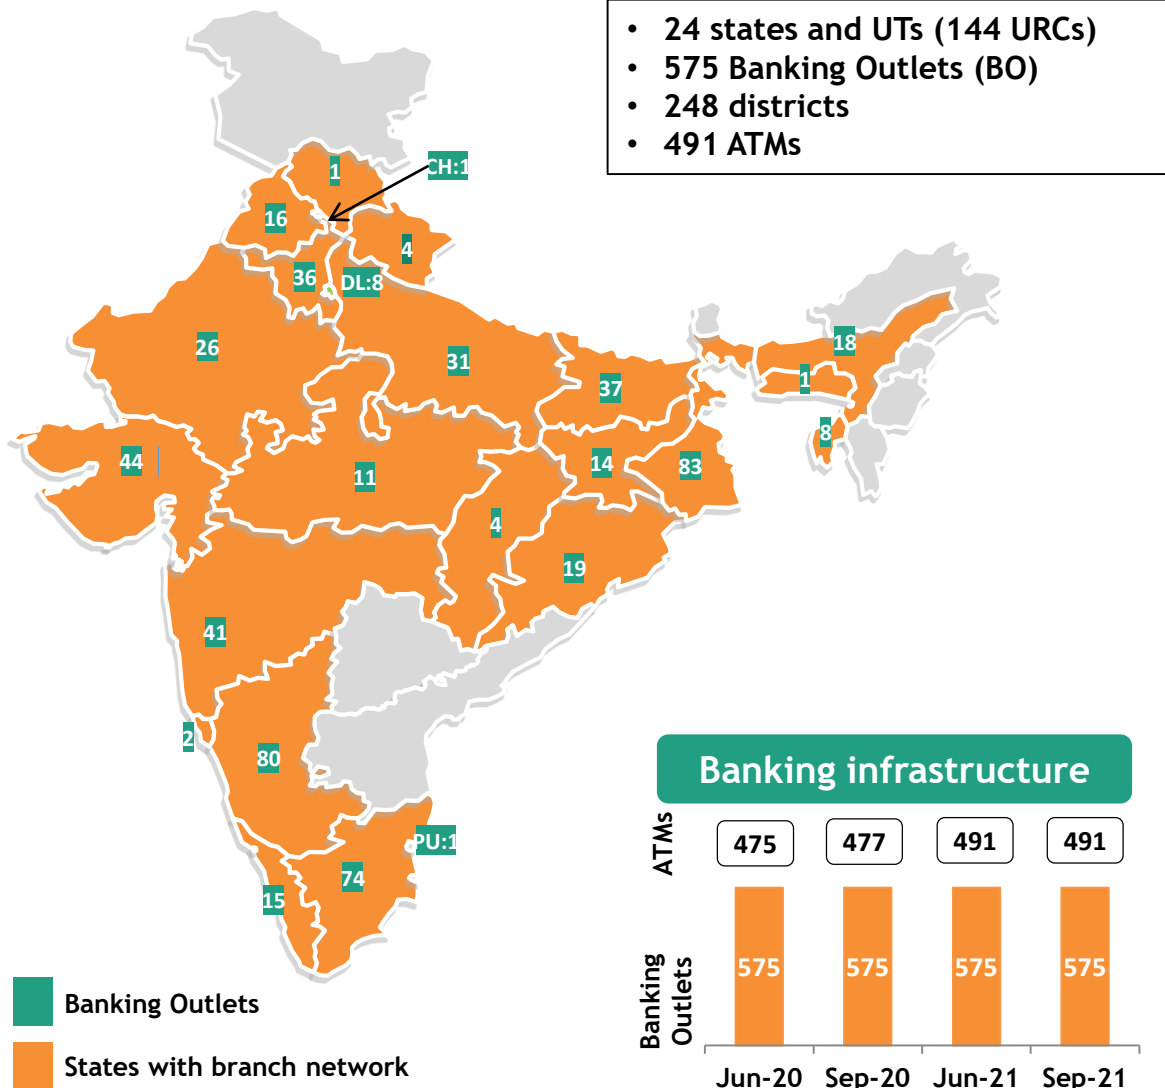 • 24 states and UTs (144 URCs)
• 575 Banking Outlets (BO)
• 248 districts
• 491 ATMs
1
CH:1
16
4
36
DL:8
26
31
37
18
1
8
44
11
14
83
4
19
41
2
80
PU:1
74
15
Banking Outlets
States with branch network
Banking infrastructure
ATMs
475
477
491
491
Banking
Outlets
575
575
575
575
Jun-20
Sep-20
Jun-21
Sep-21